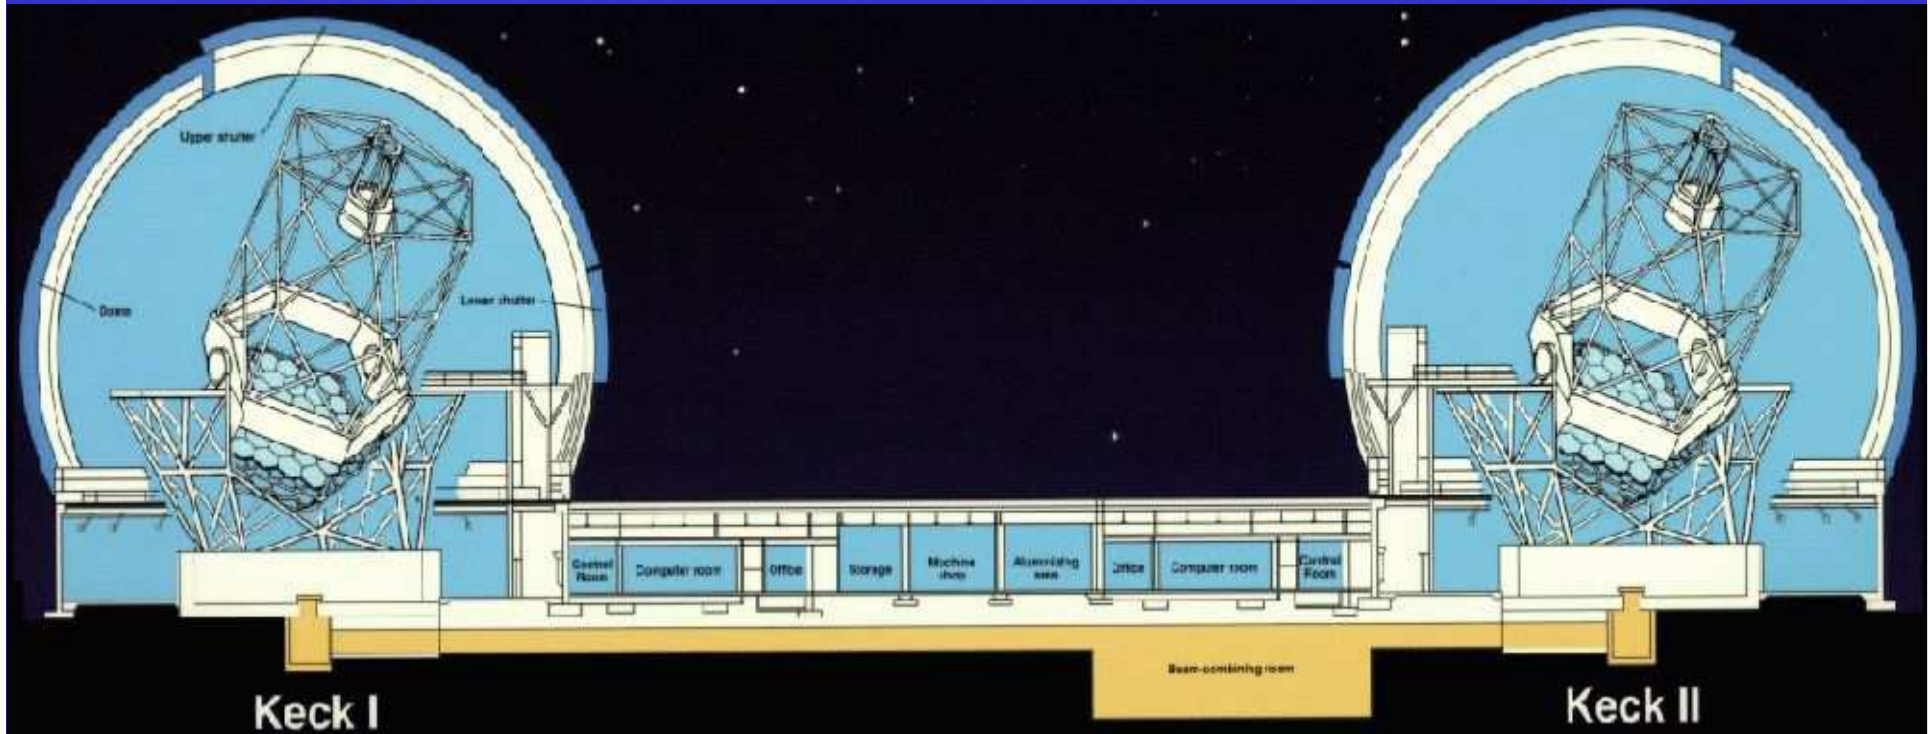 Upper shutter
Dome
Lower shutter
Control
Room
Computer room
Office
Storage
Machine
shop
Aluminizing
area
Office
Computer room
Control
Room
Beam-combining room
Keck I
Keck II